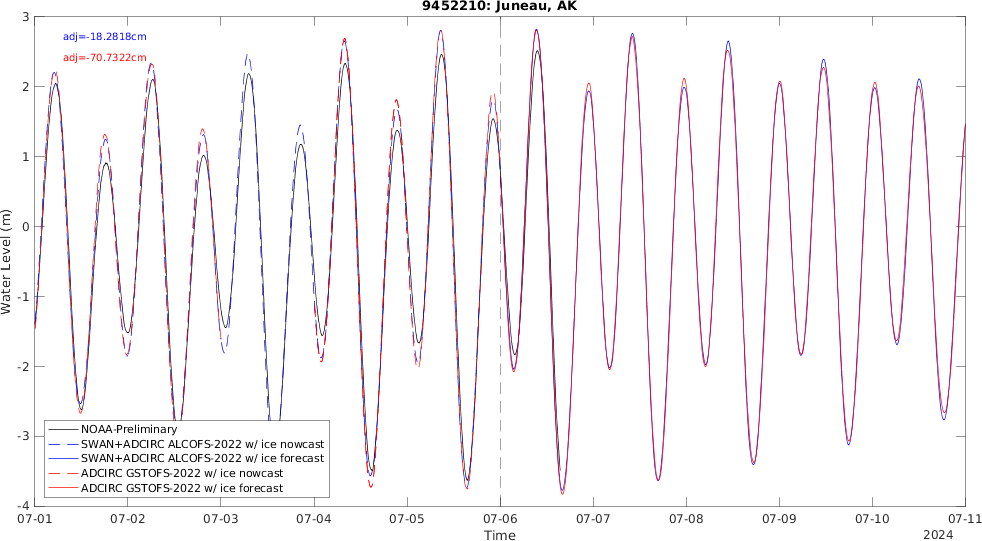 9452210: Juneau, AK
adj=-18.2818cm
adj=-70.7322cm
3
2
1
0
-1
-2
-3
-4
Water Level (m)
NOAA-Preliminary
SWAN+ADCIRC ALCOFS-2022 w/ ice nowcast
SWAN+ADCIRC ALCOFS-2022 w/ ice forecast
ADCIRC GSTOFS-2022 w/ ice nowcast
ADCIRC GSTOFS-2022 w/ ice forecast
07-01 07-02 07-03 07-04 07-05 07-06 07-07 07-08 07-09 07-10 07-11
Time
2024